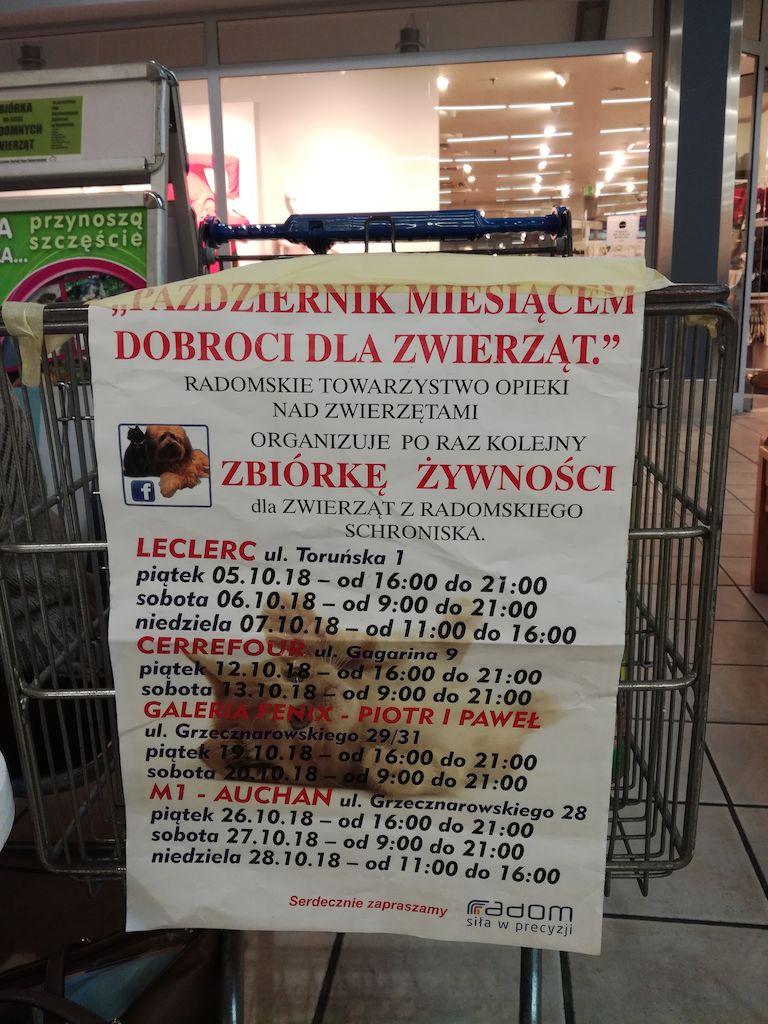 BIÓRKA
DOMNYCH
WIERZĄT
A przynoszą
szczęście
A...
„PAŹDZIERNIK MIESIĄCEM
DOBROCI DLA ZWIERZĄT.”
RADOMSKIE TOWARZYSTWO OPIEKI
NAD ZWIERZĘTAMI
ORGANIZUJE PO RAZ KOLEJNY
ZBIÓRKĘ ŻYWNOŚCI
dla ZWIERZĄT Z RADOMSKIEGO
SCHRONISKA.
f
LECLERC ul. Toruńska 1
piątek 05.10.18 – od 16:00 do 21:00
sobota 06.10.18 – od 9:00 do 21:00
niedziela 07.10.18 – od 11:00 do 16:00
CERREFOUR ul. Gagarina 9
piątek 12.10.18 – od 16:00 do 21:00
sobota 13.10.18 – od 9:00 do 21:00
GALERIA FENIX - PIOTR I PAWEŁ
ul. Grzecznarowskiego 29/31
piątek 19.10.18 – od 16:00 do 21:00
sobota 20.10.18 – od 9:00 do 21:00
M1 - AUCHAN ul. Grzecznarowskiego 28
piątek 26.10.18 – od 16:00 do 21:00
sobota 27.10.18 – od 9:00 do 21:00
niedziela 28.10.18 – od 11:00 do 16:00
Serdecznie zapraszamy
radom
siła w precyzji